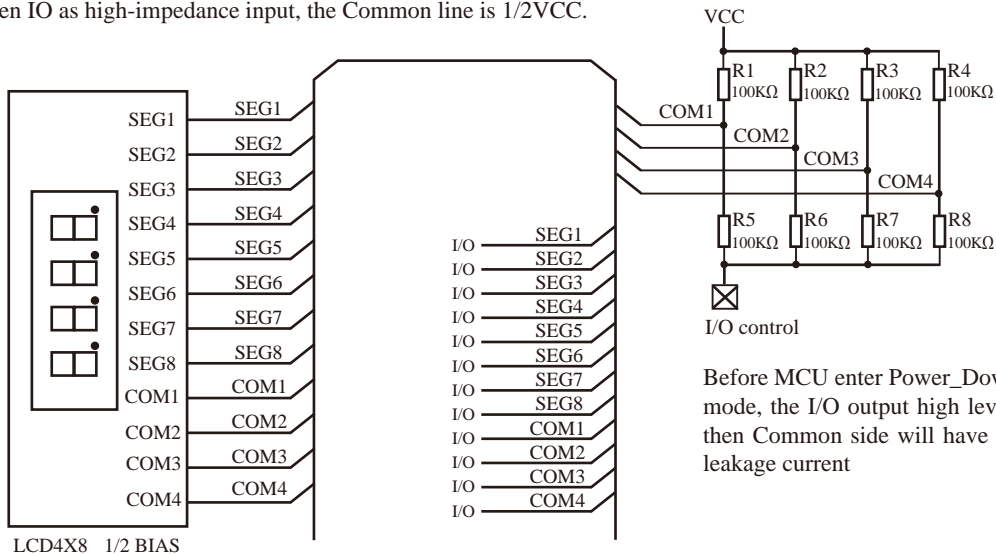 en IO as high-impedance input, the Common line is 1/2VCC.
VCC
R1
100KΩ
R2
100KΩ
R3
100KΩ
R4
100KΩ
COM1
COM2
COM3
COM4
R5
100KΩ
R6
100KΩ
R7
100KΩ
R8
100KΩ
I/O control
SEG1 SEG1
SEG2 SEG2
SEG3 SEG3
SEG4 SEG4
SEG5 SEG5
SEG6 SEG6
SEG7 SEG7
SEG8 SEG8
COM1 COM1
COM2 COM2
COM3 COM3
COM4 COM4
LCD4X8 1/2 BIAS
I/O SEG1
I/O SEG2
I/O SEG3
I/O SEG4
I/O SEG5
I/O SEG6
I/O SEG7
I/O SEG8
I/O COM1
I/O COM2
I/O COM3
I/O COM4
Before MCU enter Power_Dow
mode, the I/O output high lev
then Common side will have
leakage current